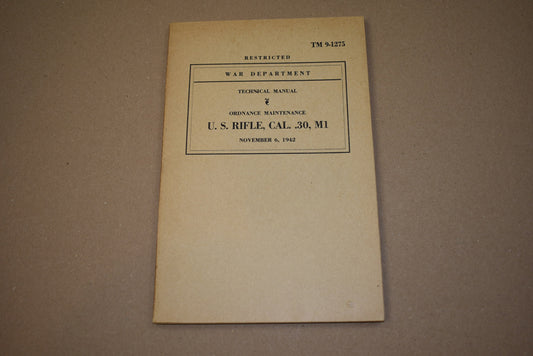 TM 9-1275
RESTRICTED
WAR DEPARTMENT
TECHNICAL MANUAL
ORDNANCE MAINTENANCE
U. S. RIFLE, CAL. .30, M1
NOVEMBER 6, 1942